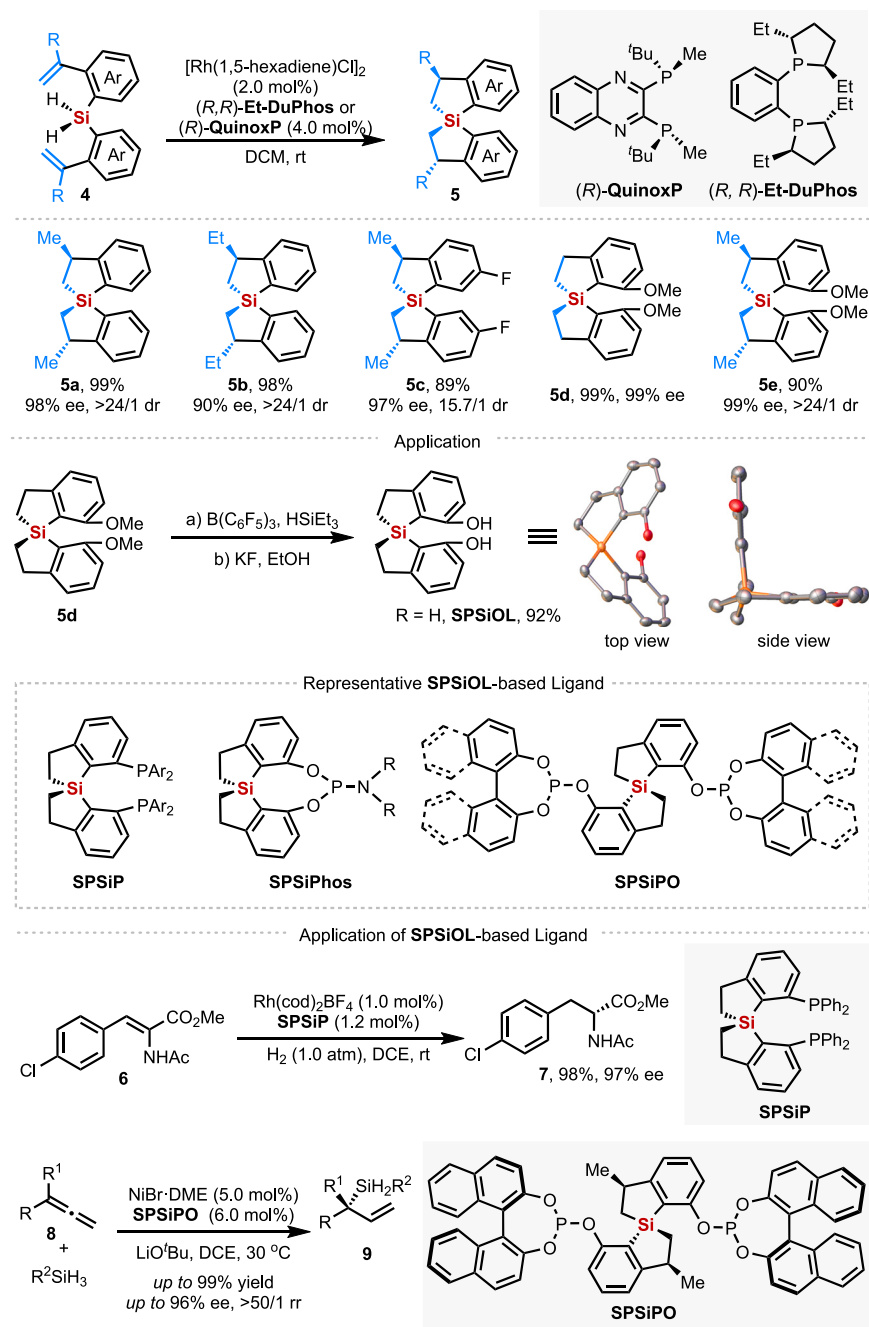 R
Ar
H
Si
H
Ar
R
4
[Rh(1,5-hexadiene)Cl]2
(2.0 mol%)
(R,R)-Et-DuPhos or
(R)-QuinoxP (4.0 mol%)
DCM, rt
R
Ar
Si
Ar
R
5
tBu
Me
N
P
N
P
tBu
Me
(R)-QuinoxP
Et
P
Et
Et
P
Et
(R, R)-Et-DuPhos
Me
Si
Me
5a, 99%
98% ee, >24/1 dr
Et
Si
Et
5b, 98%
90% ee, >24/1 dr
Me
F
Si
F
Me
5c, 89%
97% ee, 15.7/1 dr
OMe
Si
OMe
5d, 99%, 99% ee
Me
OMe
Si
OMe
Me
5e, 90%
99% ee, >24/1 dr
Application
OMe
Si
OMe
5d
a) B(C6F5)3, HSiEt3
b) KF, EtOH
OH
Si
OH
R = H, SPSiOL, 92%
top view
side view
Representative SPSiOL-based Ligand
PAr2
Si
PAr2
SPSiP
O
R
Si
P
N
O
R
SPSiPhos
O
P
O
O
Si
O
P
O
O
SPSiPO
Application of SPSiOL-based Ligand
CO2Me
NHAc
Cl
6
Rh(cod)2BF4 (1.0 mol%)
SPSiP (1.2 mol%)
H2 (1.0 atm), DCE, rt
CO2Me
NHAc
Cl
7, 98%, 97% ee
PPh2
Si
PPh2
SPSiP
R1
R
8
+
R2SiH3
NiBr·DME (5.0 mol%)
SPSiPO (6.0 mol%)
LiOtBu, DCE, 30 oC
up to 99% yield
up to 96% ee, >50/1 rr
R1
SiH2R2
R
9
Me
O
P
O
O
Si
O
P
O
O
Me
SPSiPO